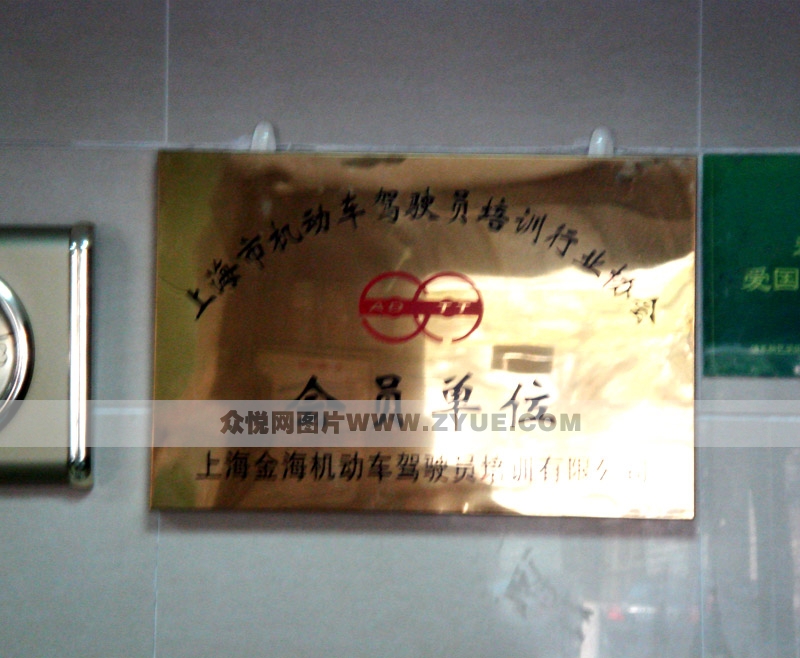 上海市机动车驾驶员培训行业协会
会员单位
众悦网图片WWW.ZYUE.COM
上海金海机动车驾驶员培训有限公司
爱国